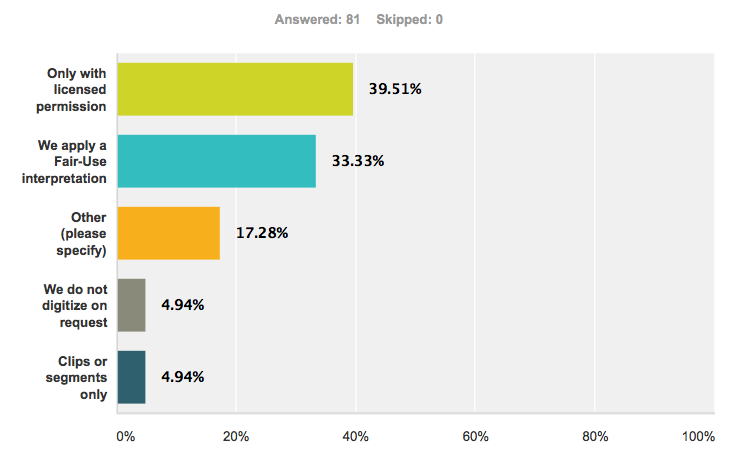 Answered: 81 Skipped: 0
Only with
licensed
permission
39.51%
We apply a
Fair-Use
interpretation
33.33%
Other
(please
specify)
17.28%
We do not
digitize on
request
4.94%
Clips or
segments
only
4.94%
0% 20% 40% 60% 80% 100%